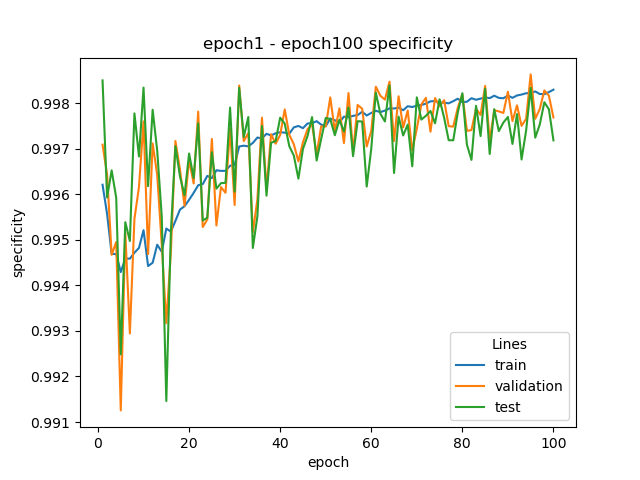 epoch1 - epoch100 specificity
0.998
0.997
0.996
0.995
0.994
0.993
0.992
0.991
specificity
0 20 40 60 80 100
epoch
Lines
train
validation
test